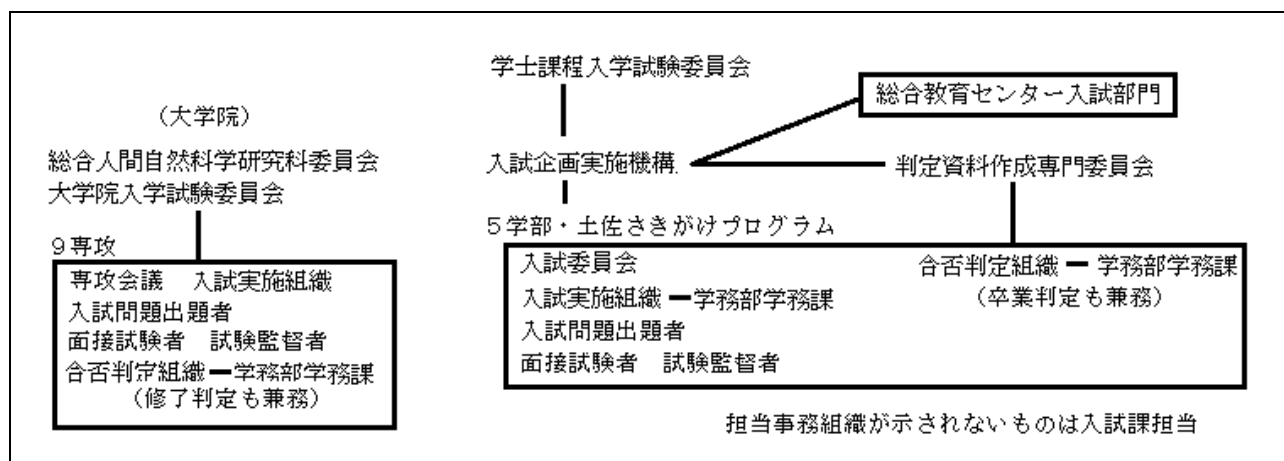 (大学院)
総合人間自然科学研究科委員会
大学院入学試験委員会
9専攻
専攻会議 入試実施組織
入試問題出題者
面接試験者 試験監督者
合否判定組織ー学務部学務課
(修了判定も兼務)
学士課程入学試験委員会
総合教育センター入試部門
入試企画実施機構
判定資料作成専門委員会
5学部・土佐さきがけプログラム
入試委員会
入試実施組織ー学務部学務課
入試問題出題者
面接試験者 試験監督者
合否判定組織ー学務部学務課
(卒業判定も兼務)
担当事務組織が示されないものは入試課担当